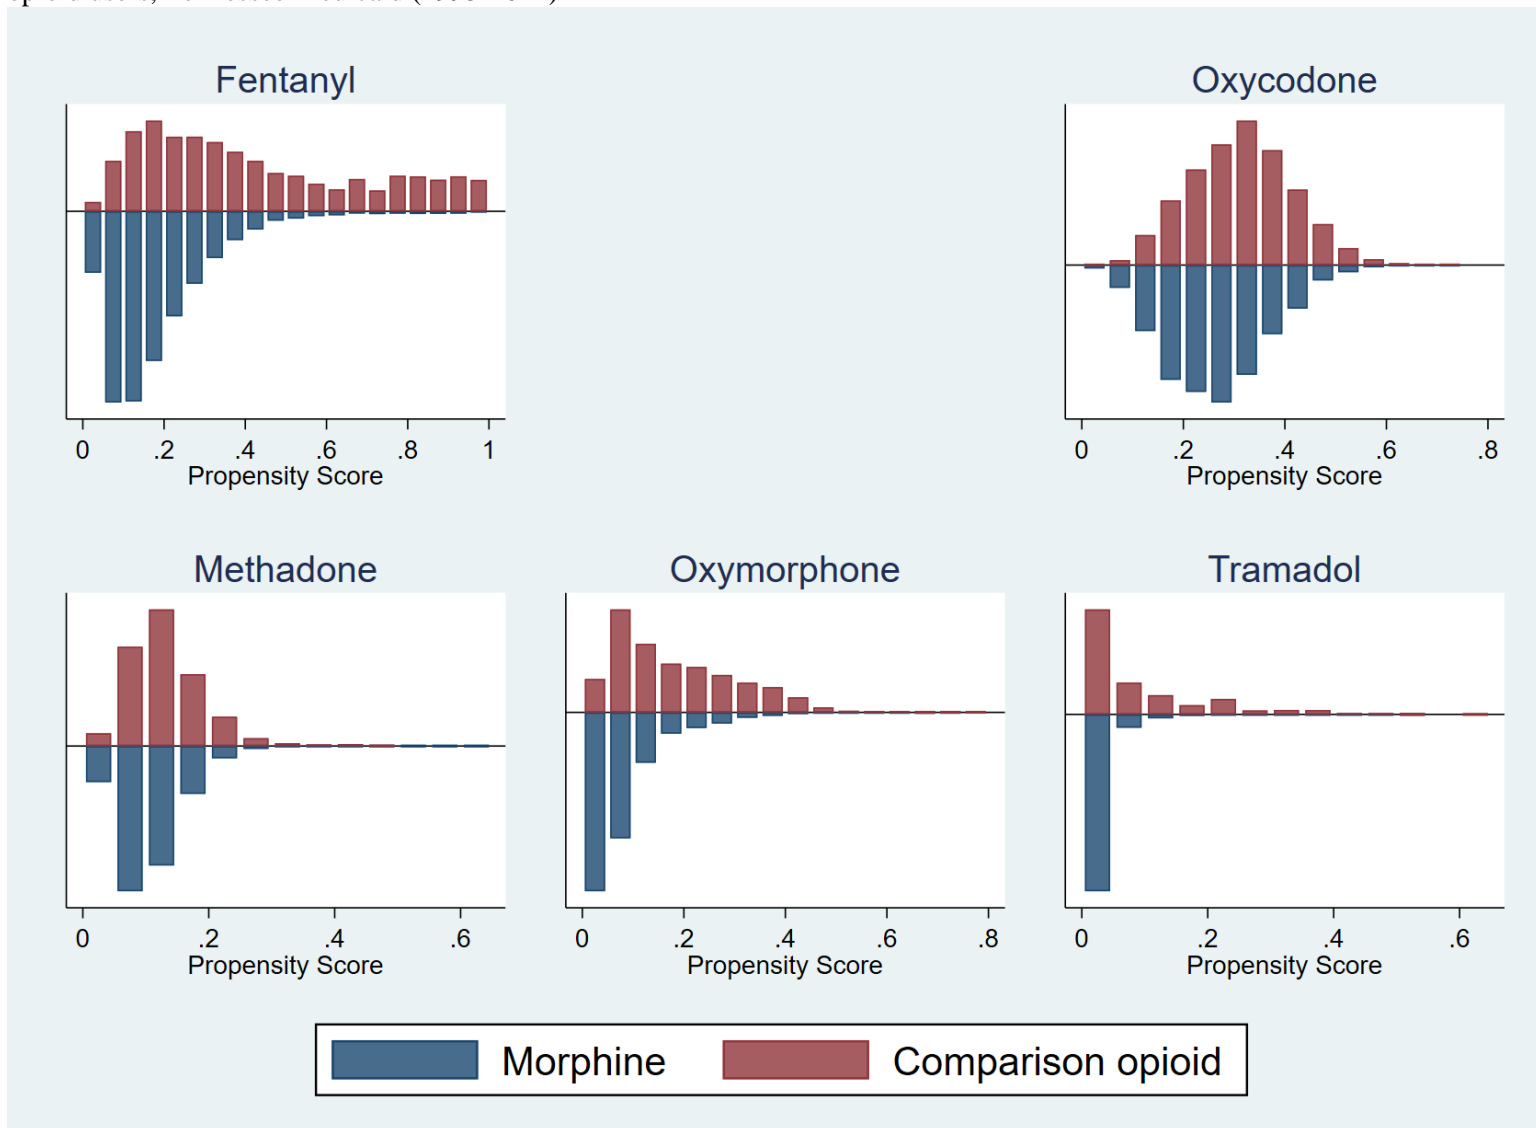 Fentanyl
Oxycodone
0 .2 .4 .6 .8 1
Propensity Score
0 .2 .4 .6 .8
Propensity Score
Methadone
Oxymorphone
Tramadol
0 .2 .4 .6
Propensity Score
0 .2 .4 .6 .8
Propensity Score
0 .2 .4 .6
Propensity Score
Morphine
Comparison opioid